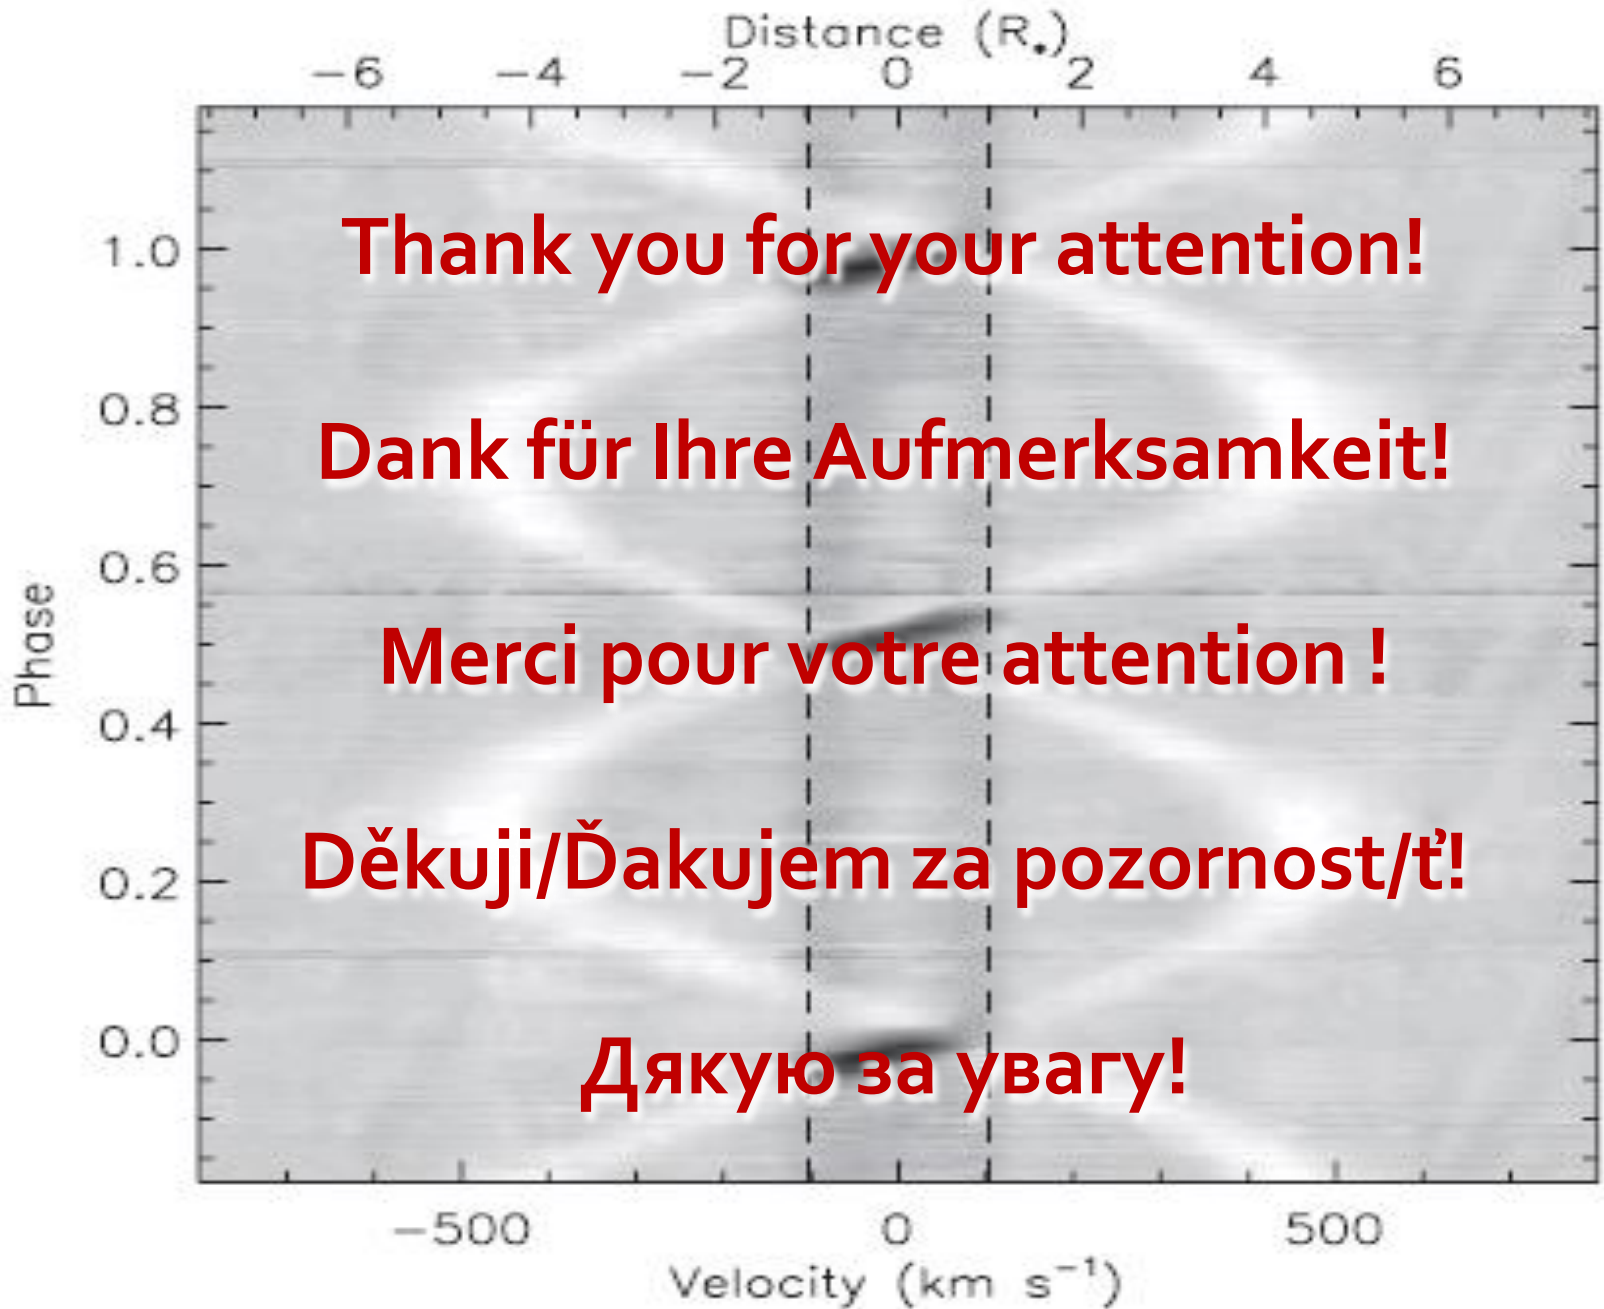 Distance (R*)
−6 −4 −2 0 2 4 6
1.0
Thank you for your attention!
0.8
Dank für Ihre Aufmerksamkeit!
0.6
Phase
Merci pour votre attention !
0.4
Děkuji/Ďakujem za pozornost/ť!
0.2
0.0
Дякую за увагу!
−500 0 500
Velocity (km s⁻¹)